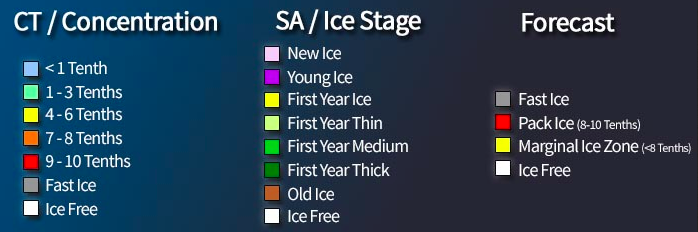 CT / Concentration
< 1 Tenth
1 - 3 Tenths
4 - 6 Tenths
7 - 8 Tenths
9 - 10 Tenths
Fast Ice
Ice Free
SA / Ice Stage
New Ice
Young Ice
First Year Ice
First Year Thin
First Year Medium
First Year Thick
Old Ice
Ice Free
Forecast
Fast Ice
Pack Ice (8-10 Tenths)
Marginal Ice Zone (<8 Tenths)
Ice Free